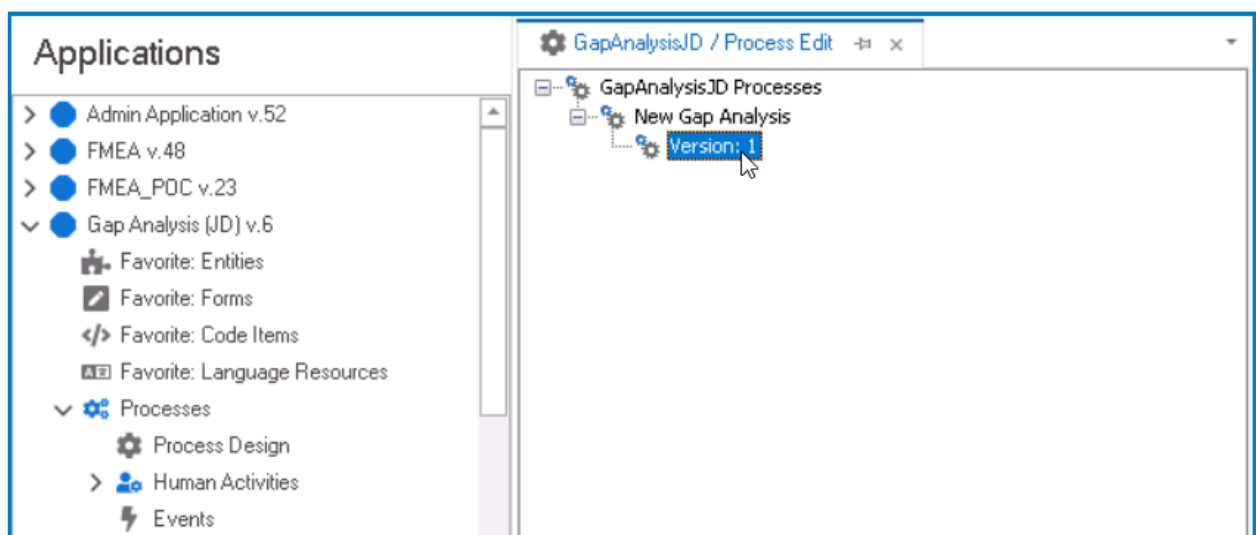 Applications
Admin Application v.52
FMEA v.48
FMEA_POC v.23
Gap Analysis (JD) v.6
Favorite: Entities
Favorite: Forms
Favorite: Code Items
Favorite: Language Resources
Processes
Process Design
Human Activities
Events
GapAnalysisJD / Process Edit
GapAnalysisJD Processes
New Gap Analysis
Version: 1